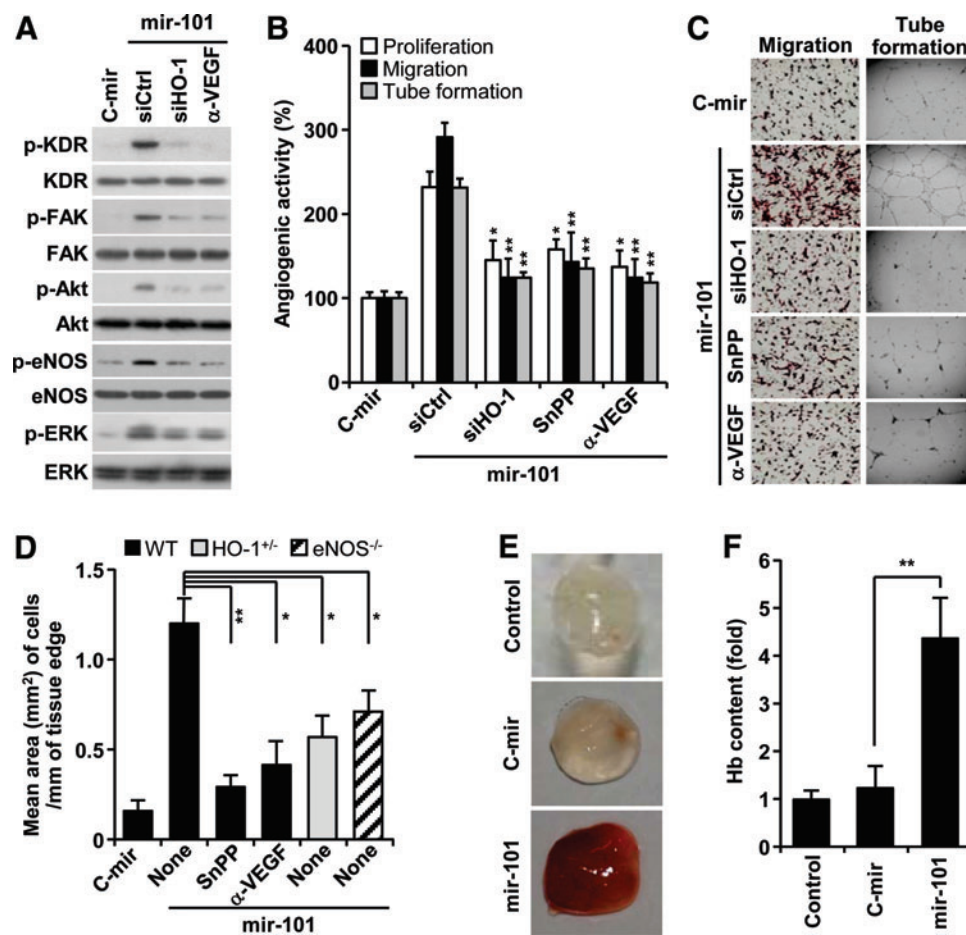 A
mir-101
C-mir
siCtrl
siHO-1
α-VEGF
p-KDR
KDR
p-FAK
FAK
p-Akt
Akt
p-eNOS
eNOS
p-ERK
ERK
B
Angiogenic activity (%)
400
300
200
100
0
Proliferation
Migration
Tube formation
* ** **
* ** **
* ** **
C-mir
siCtrl
siHO-1
SnPP
α-VEGF
mir-101
C
Migration
Tube
formation
C-mir
siCtrl
siHO-1
SnPP
α-VEGF
mir-101
D
WT HO-1+/- eNOS-/-
Mean area (mm²) of cells
/mm of tissue edge
1.5
1.0
0.5
0
** * * *
C-mir
None
SnPP
α-VEGF
None
None
mir-101
E
Control
C-mir
mir-101
F
Hb content (fold)
6
5
4
3
2
1
0
**
Control
C-mir
mir-101